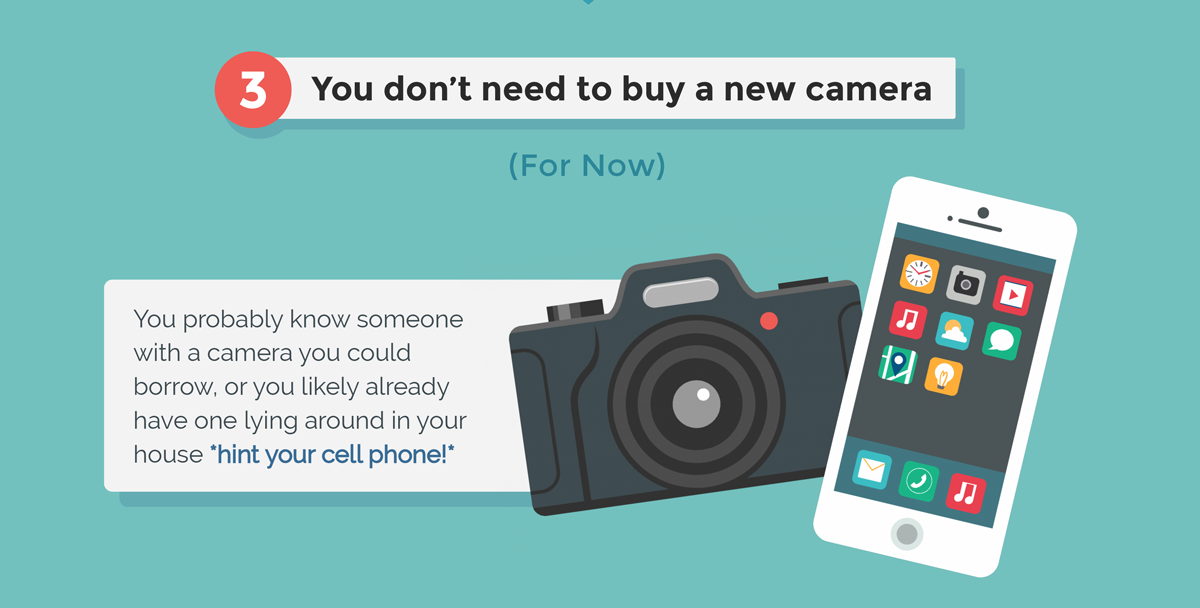 3
You don’t need to buy a new camera
(For Now)
You probably know someone
with a camera you could
borrow, or you likely already
have one lying around in your
house *hint your cell phone!*